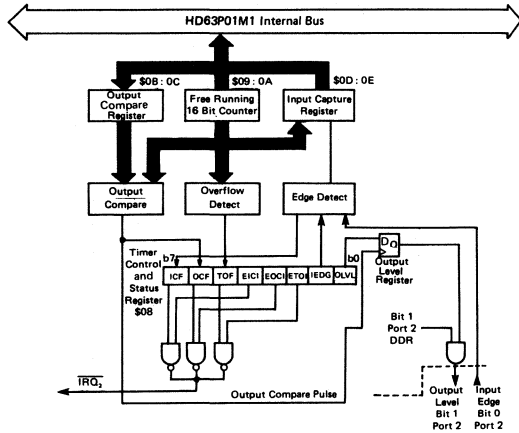 HD63P01M1 Internal Bus
$0B : 0C
$09 : 0A
$0D : 0E
Output
Compare
Register
Free Running
16 Bit Counter
Input Capture
Register
Output
Compare
Overflow
Detect
Edge Detect
Timer
Control
and
Status
Register
$08
b7
b0
ICF
OCF
TOF
EICI
EOCI
ETOI
IEDG
OLVL
D
Q
Output
Level
Register
Bit 1
Port 2
DDR
IRQ2
Output Compare Pulse
Output
Level
Bit 1
Port 2
Input
Edge
Bit 0
Port 2